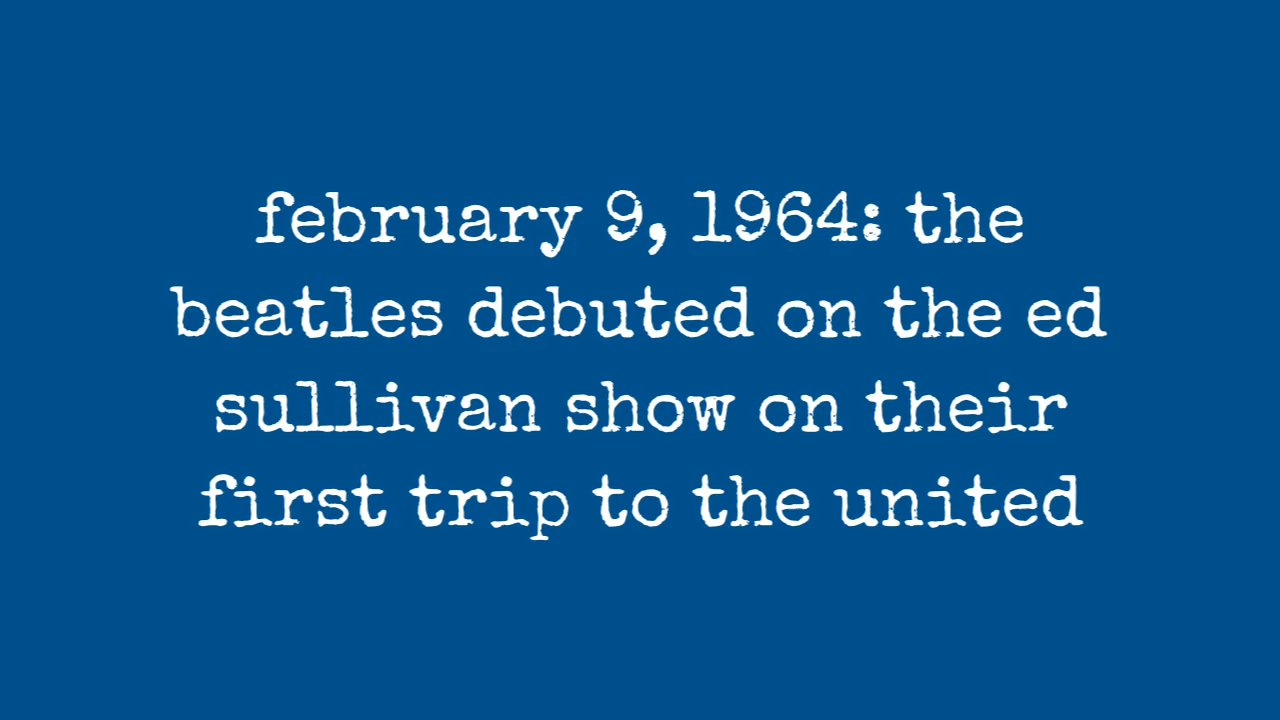 february 9, 1964: the
beatles debuted on the ed
sullivan show on their
first trip to the united